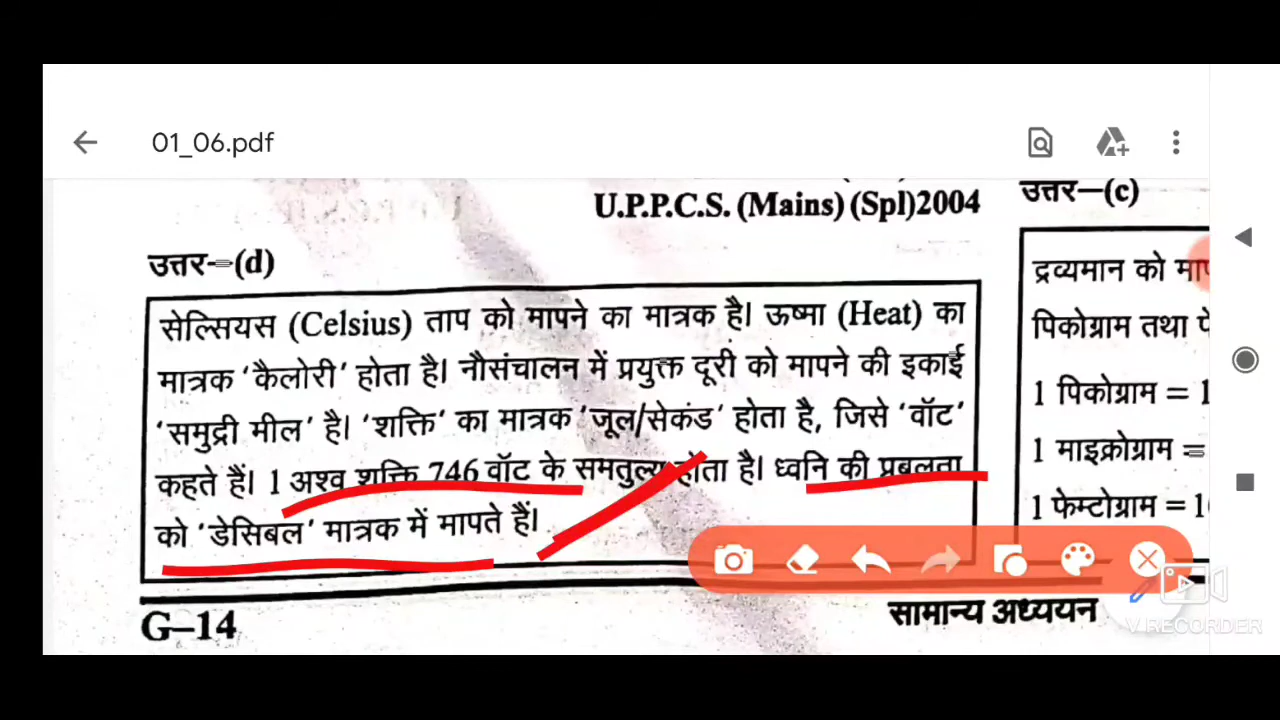 01_06.pdf
U.P.P.C.S. (Mains) (Spl)2004
उत्तर–(d)
सेल्सियस (Celsius) ताप को मापने का मात्रक है। ऊष्मा (Heat) का
मात्रक ‘कैलोरी’ होता है। नौसंचालन में प्रयुक्त दूरी को मापने की इकाई
‘समुद्री मील’ है। ‘शक्ति’ का मात्रक ‘जूल/सेकंड’ होता है, जिसे ‘वॉट’
कहते हैं। 1 अश्व शक्ति 746 वॉट के समतुल्य होता है। ध्वनि की प्रबलता
को ‘डेसिबल’ मात्रक में मापते हैं।
उत्तर–(c)
द्रव्यमान को
पिकोग्राम तथा
1 पिकोग्राम = 1
1 माइक्रोग्राम =
1 फेम्टोग्राम = 1
G–14
सामान्य अध्ययन
V RECORDER